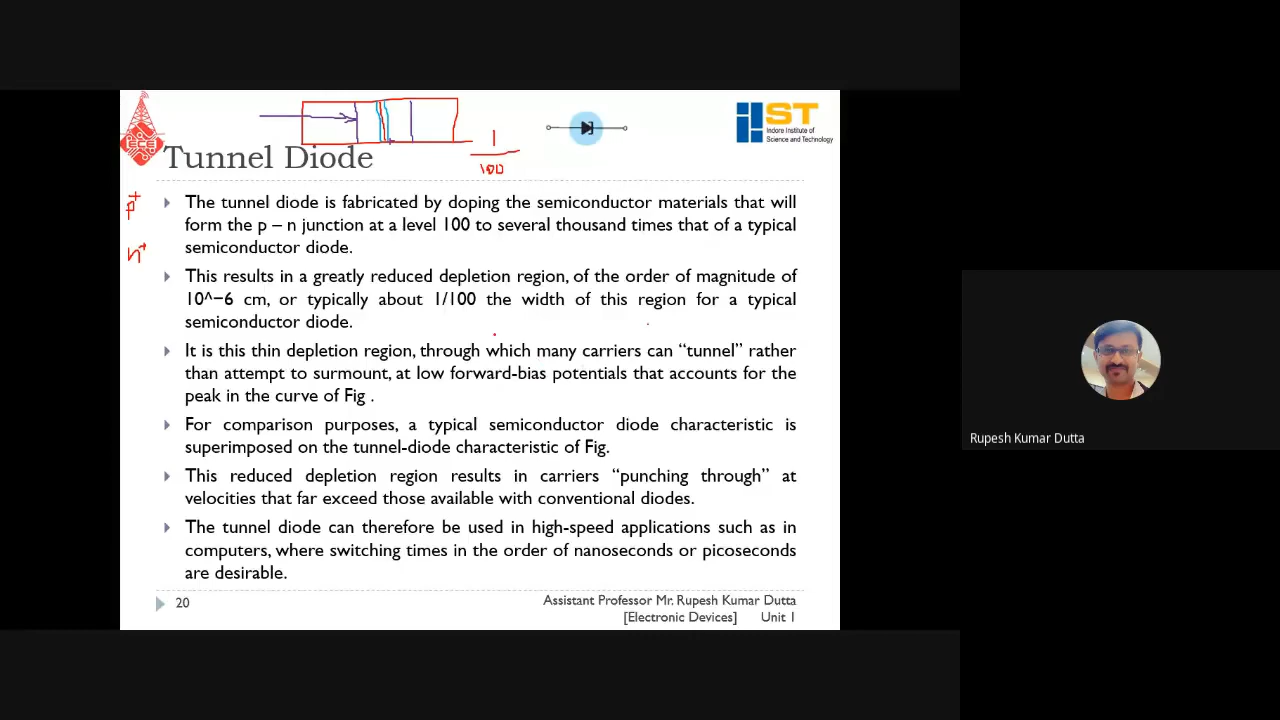 ECE
ST
Indore Institute of
Science and Technology
Tunnel Diode
1
100
p+
n+
The tunnel diode is fabricated by doping the semiconductor materials that will
form the p – n junction at a level 100 to several thousand times that of a typical
semiconductor diode.
This results in a greatly reduced depletion region, of the order of magnitude of
10^−6 cm, or typically about 1/100 the width of this region for a typical
semiconductor diode.
It is this thin depletion region, through which many carriers can “tunnel” rather
than attempt to surmount, at low forward-bias potentials that accounts for the
peak in the curve of Fig .
For comparison purposes, a typical semiconductor diode characteristic is
superimposed on the tunnel-diode characteristic of Fig.
This reduced depletion region results in carriers “punching through” at
velocities that far exceed those available with conventional diodes.
The tunnel diode can therefore be used in high-speed applications such as in
computers, where switching times in the order of nanoseconds or picoseconds
are desirable.
20
Assistant Professor Mr. Rupesh Kumar Dutta
[Electronic Devices] Unit 1
Rupesh Kumar Dutta